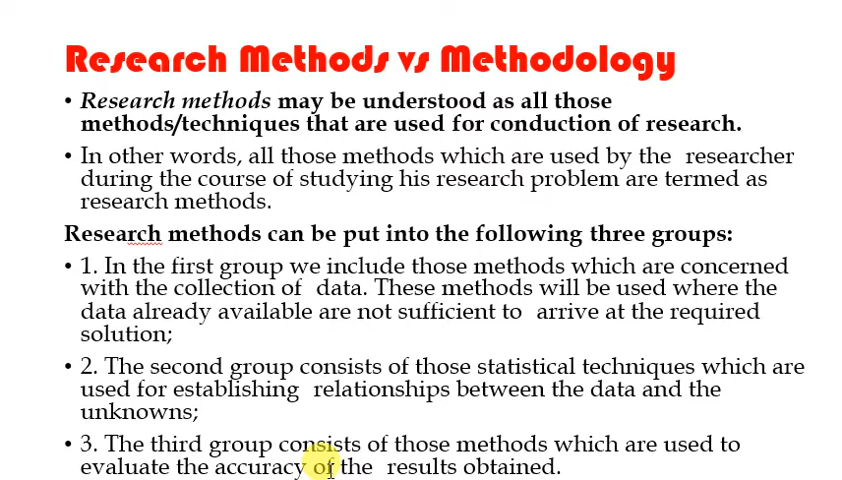 Research Methods vs Methodology
• Research methods may be understood as all those
methods/techniques that are used for conduction of research.
• In other words, all those methods which are used by the researcher
during the course of studying his research problem are termed as
research methods.
Research methods can be put into the following three groups:
• 1. In the first group we include those methods which are concerned
with the collection of data. These methods will be used where the
data already available are not sufficient to arrive at the required
solution;
• 2. The second group consists of those statistical techniques which are
used for establishing relationships between the data and the
unknowns;
• 3. The third group consists of those methods which are used to
evaluate the accuracy of the results obtained.